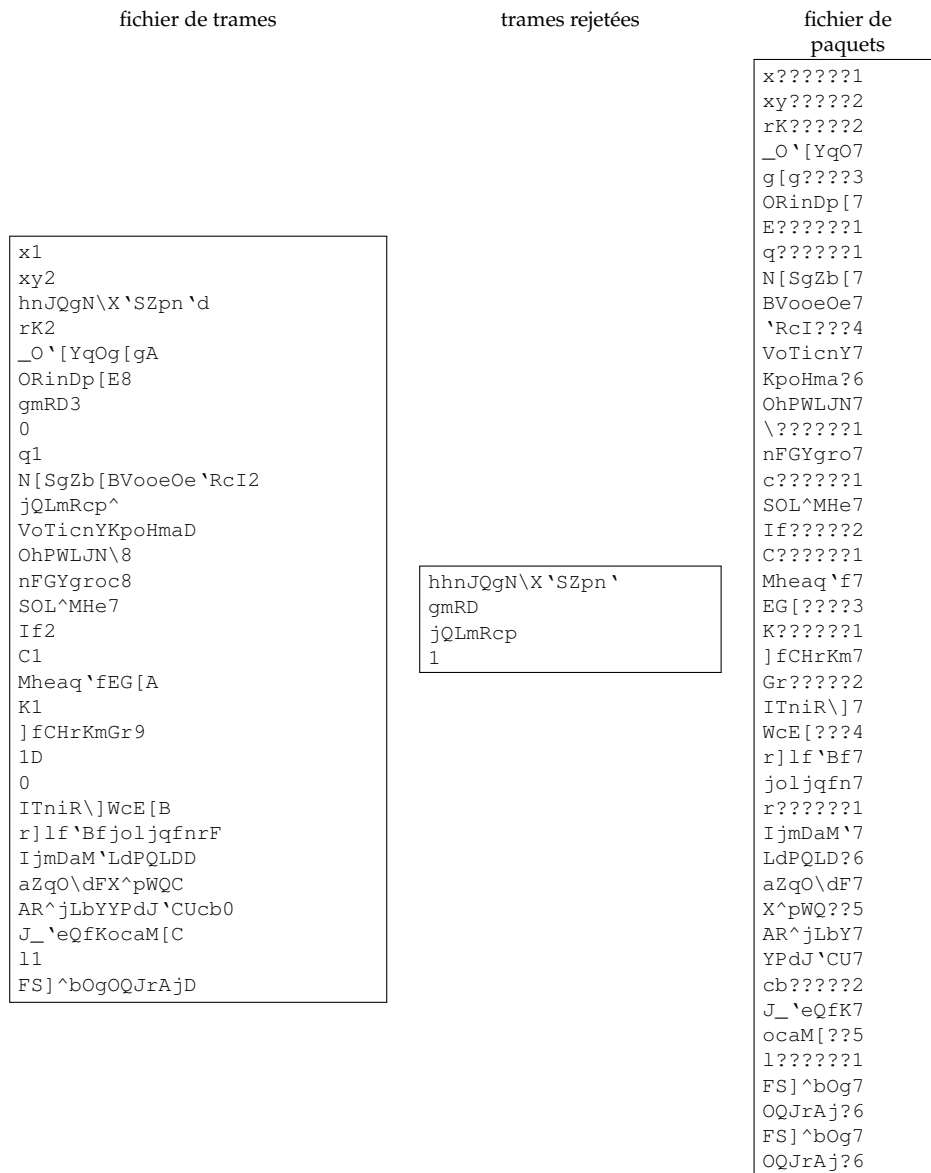 fichier de trames
trames rejetées
fichier de
paquets
x1
xy2
hnJQgN\X‘SZpn‘d
rK2
_O‘[YqOg[gA
ORinDp[E8
gmRD3
0
q1
N[SgZb[BVooeOe‘RcI2
jQLmRcp^
VoTicnYKpoHmaD
OhPWLJN\8
nFGYgroc8
SOL^MHe7
If2
C1
Mheaq‘fEG[A
K1
]fCHrKmGr9
1D
0
ITniR\]WcE[B
r]lf‘BfjoljqfnrF
IjmDaM‘LdPQLDD
aZqO\dFX^pWQC
AR^jLbYYPdJ‘CUcb0
J_‘eQfKocaM[C
l1
FS]^bOgOQJrAjD
hhnJQgN\X‘SZpn‘
gmRD
jQLmRcp
1
x??????1
xy?????2
rK?????2
_O‘[YqO7
g[g????3
ORinDp[7
E??????1
q??????1
N[SgZb[7
BVooeOe7
‘RcI???4
VoTicnY7
KpoHma?6
OhPWLJN7
\??????1
nFGYgro7
c??????1
SOL^MHe7
If?????2
C??????1
Mheaq‘f7
EG[????3
K??????1
]fCHrKm7
Gr?????2
ITniR\]7
WcE[???4
r]lf‘Bf7
joljqfn7
r??????1
IjmDaM‘7
LdPQLD?6
aZqO\dF7
X^pWQ??5
AR^jLbY7
YPdJ‘CU7
cb?????2
J_‘eQfK7
ocaM[??5
l??????1
FS]^bOg7
OQJrAj?6
FS]^bOg7
OQJrAj?6